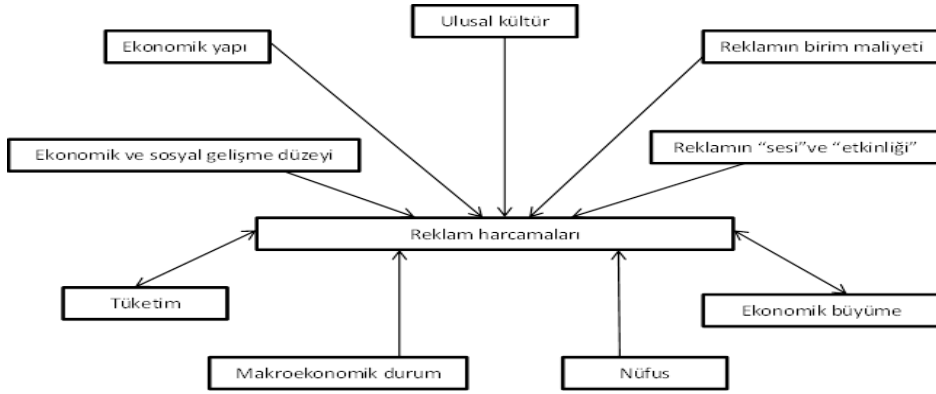 Ulusal kültür
Ekonomik yapı
Reklamın birim maliyeti
Ekonomik ve sosyal gelişme düzeyi
Reklamın “sesi”ve “etkinliği”
Reklam harcamaları
Tüketim
Ekonomik büyüme
Makroekonomik durum
Nüfus